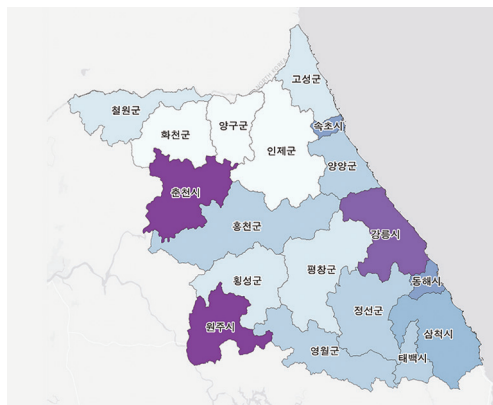 고성군
철원군
속초시
양구군
화천군
인제군
양양군
춘천시
홍천군
강릉시
평창군
횡성군
동해시
정선군
원주시
삼척시
영월군
태백시